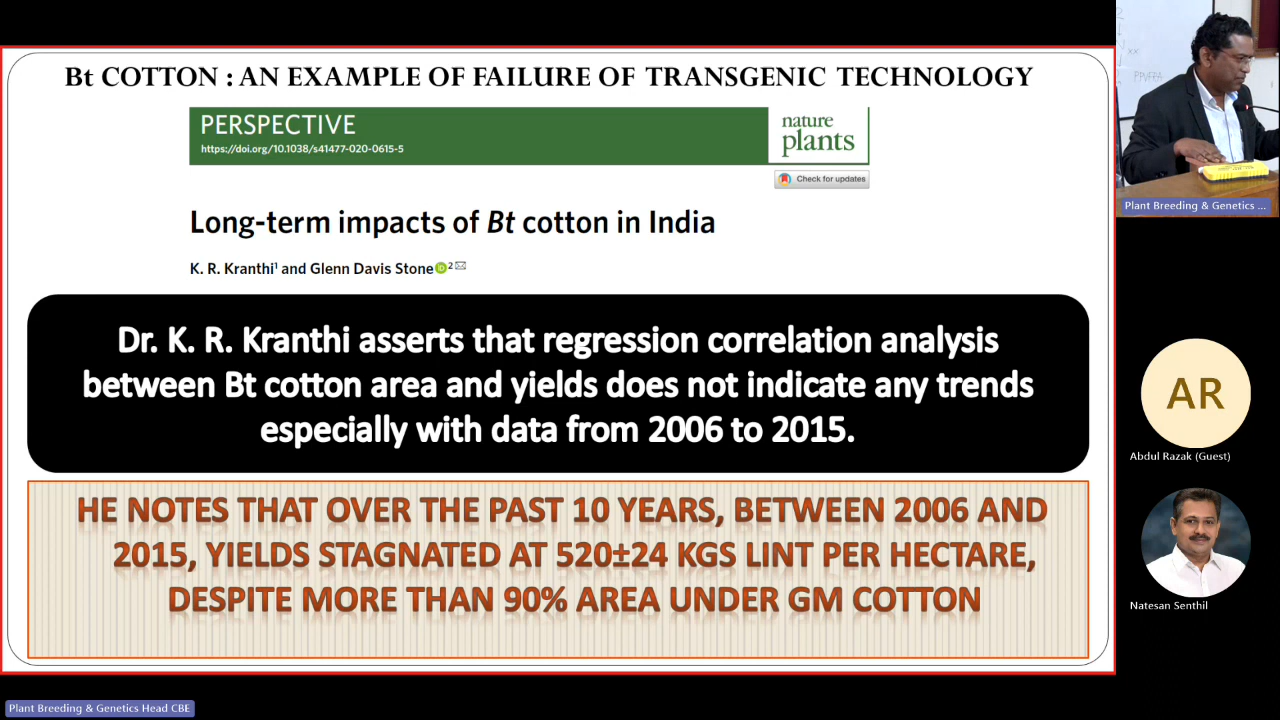 Bt COTTON : AN EXAMPLE OF FAILURE OF TRANSGENIC TECHNOLOGY
PERSPECTIVE
https://doi.org/10.1038/s41477-020-0615-5
nature
plants
Check for updates
Long-term impacts of Bt cotton in India
K. R. Kranthi¹ and Glenn Davis Stone iD 2
Dr. K. R. Kranthi asserts that regression correlation analysis
between Bt cotton area and yields does not indicate any trends
especially with data from 2006 to 2015.
HE NOTES THAT OVER THE PAST 10 YEARS, BETWEEN 2006 AND
2015, YIELDS STAGNATED AT 520±24 KGS LINT PER HECTARE,
DESPITE MORE THAN 90% AREA UNDER GM COTTON
Plant Breeding & Genetics ...
AR
Abdul Razak (Guest)
Natesan Senthil
Plant Breeding & Genetics Head CBE